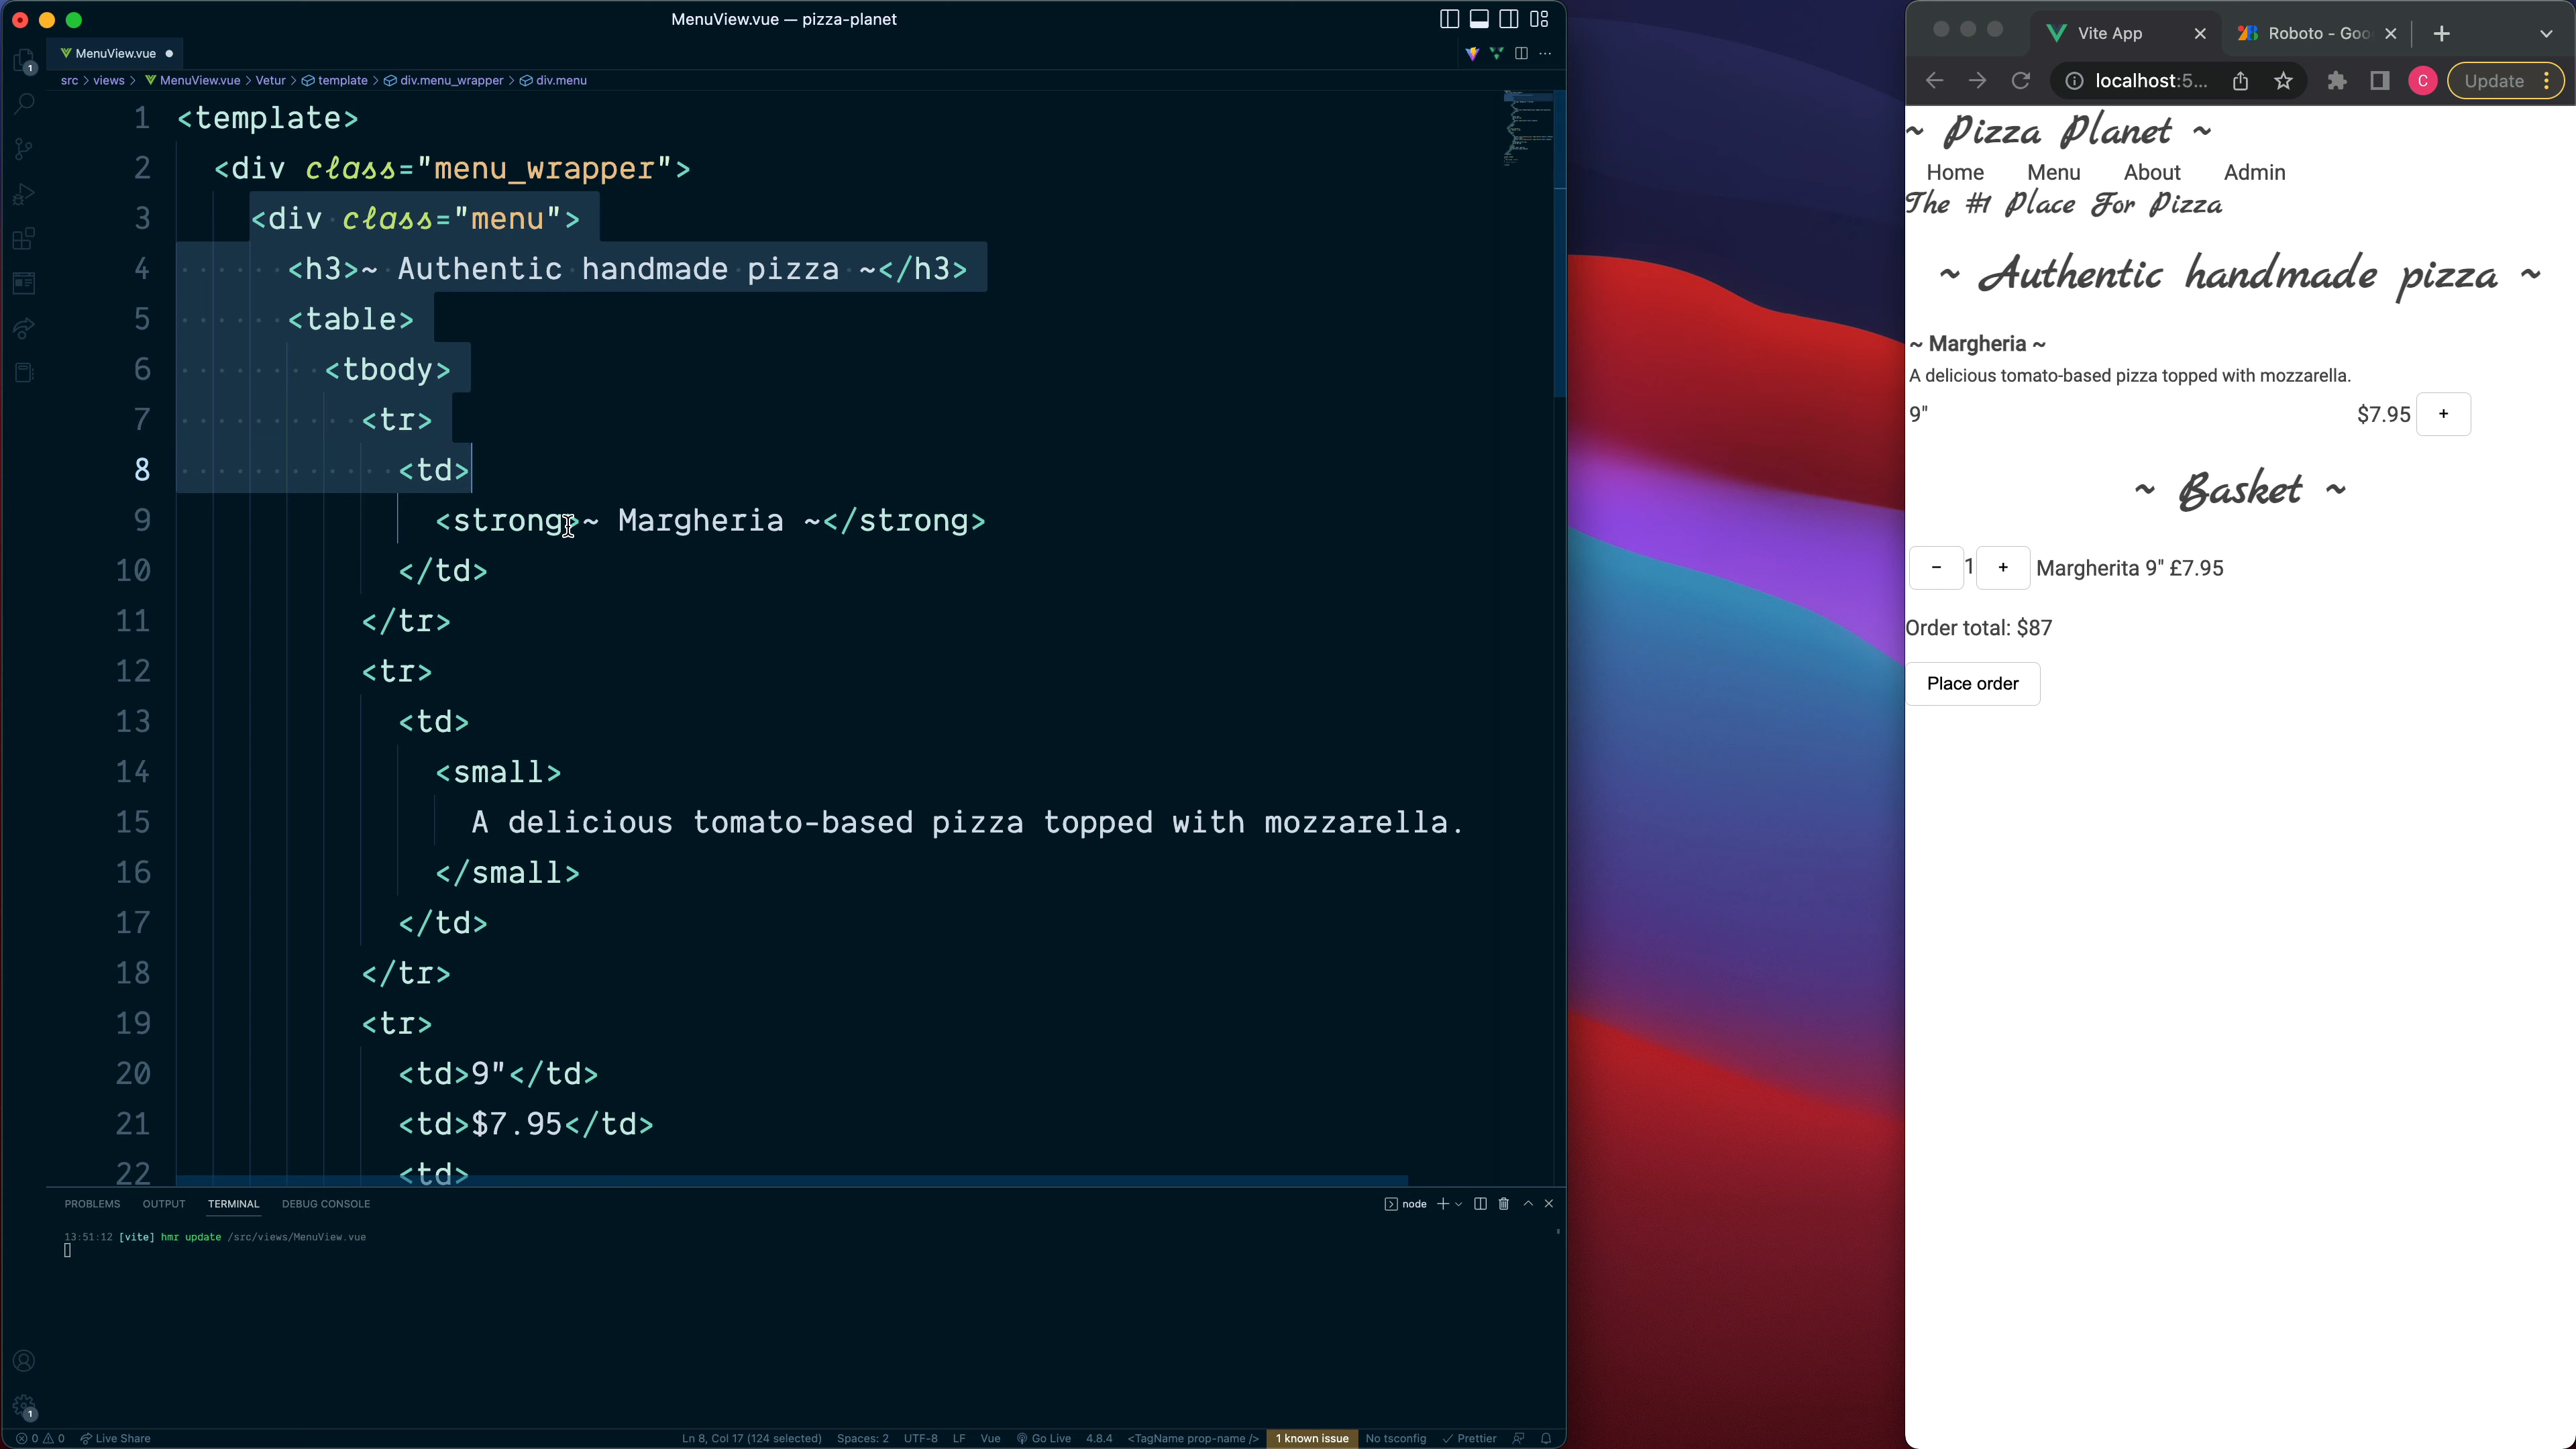 MenuView.vue — pizza-planet
MenuView.vue
src > views > MenuView.vue > Vetur > template > div.menu_wrapper > div.menu
1 <template>
2 <div class="menu_wrapper">
3 <div class="menu">
4 <h3>~ Authentic handmade pizza ~</h3>
5 <table>
6 <tbody>
7 <tr>
8 <td>
9 <strong>~ Margheria ~</strong>
10 </td>
11 </tr>
12 <tr>
13 <td>
14 <small>
15 A delicious tomato-based pizza topped with mozzarella.
16 </small>
17 </td>
18 </tr>
19 <tr>
20 <td>9"</td>
21 <td>$7.95</td>
22 <td>
PROBLEMS OUTPUT TERMINAL DEBUG CONSOLE
node
13:51:12 [vite] hmr update /src/views/MenuView.vue
1
1
0 0 Live Share
Ln 8, Col 17 (124 selected) Spaces: 2 UTF-8 LF Vue Go Live 4.8.4 <TagName prop-name /> 1 known issue No tsconfig Prettier
Vite App
Roboto - Goo
localhost:5...
C
Update
~ Pizza Planet ~
Home Menu About Admin
The #1 Place For Pizza
~ Authentic handmade pizza ~
~ Margheria ~
A delicious tomato-based pizza topped with mozzarella.
9" $7.95 +
~ Basket ~
- 1 + Margherita 9" £7.95
Order total: $87
Place order